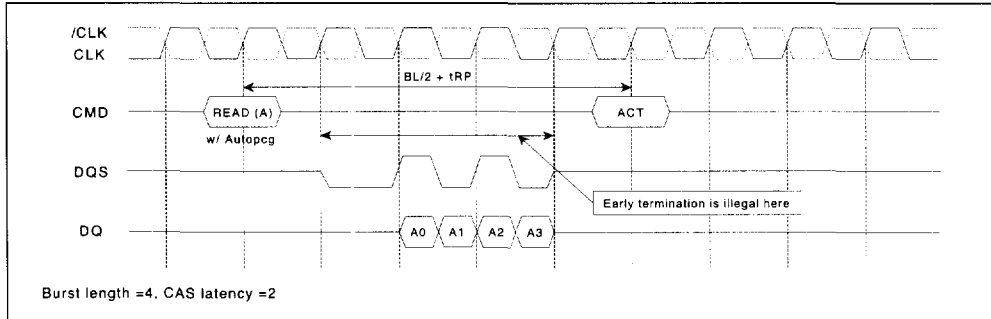 /CLK
CLK
BL/2 + tRP
CMD
READ (A)
ACT
w/ Autopcg
DQS
Early termination is illegal here
DQ
A0
A1
A2
A3
Burst length =4, CAS latency =2